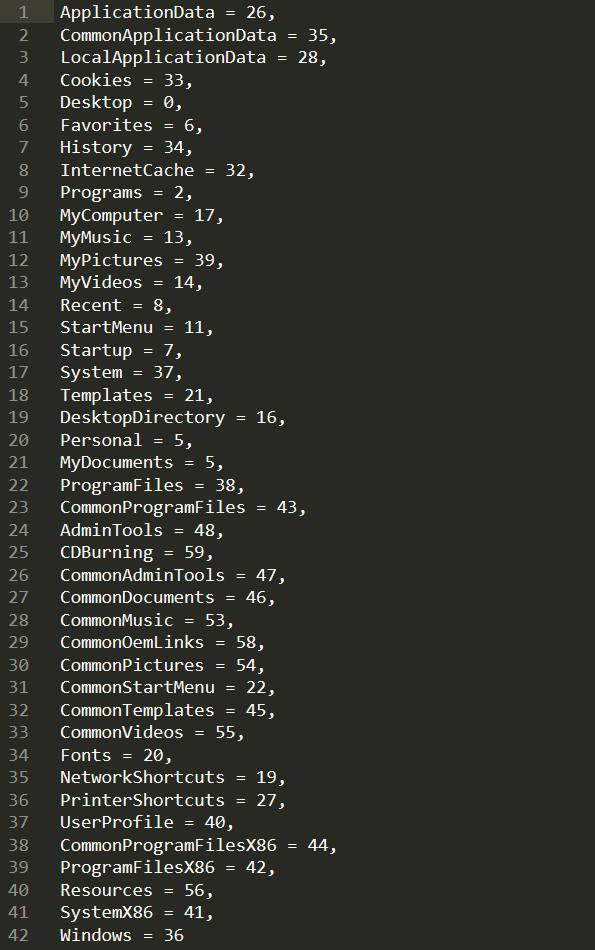 1 ApplicationData = 26,
2 CommonApplicationData = 35,
3 LocalApplicationData = 28,
4 Cookies = 33,
5 Desktop = 0,
6 Favorites = 6,
7 History = 34,
8 InternetCache = 32,
9 Programs = 2,
10 MyComputer = 17,
11 MyMusic = 13,
12 MyPictures = 39,
13 MyVideos = 14,
14 Recent = 8,
15 StartMenu = 11,
16 Startup = 7,
17 System = 37,
18 Templates = 21,
19 DesktopDirectory = 16,
20 Personal = 5,
21 MyDocuments = 5,
22 ProgramFiles = 38,
23 CommonProgramFiles = 43,
24 AdminTools = 48,
25 CDBurning = 59,
26 CommonAdminTools = 47,
27 CommonDocuments = 46,
28 CommonMusic = 53,
29 CommonOemLinks = 58,
30 CommonPictures = 54,
31 CommonStartMenu = 22,
32 CommonTemplates = 45,
33 CommonVideos = 55,
34 Fonts = 20,
35 NetworkShortcuts = 19,
36 PrinterShortcuts = 27,
37 UserProfile = 40,
38 CommonProgramFilesX86 = 44,
39 ProgramFilesX86 = 42,
40 Resources = 56,
41 SystemX86 = 41,
42 Windows = 36